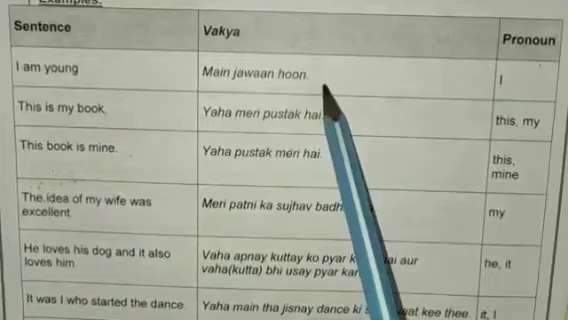 Examples:
Sentence Vakya Pronoun
I am young Main jawaan hoon. I
This is my book. Yaha meri pustak hai this, my
This book is mine. Yaha pustak meri hai. this,
mine
The idea of my wife was Meri patni ka sujhav my
excellent
He loves his dog and it also Vaha apnay kuttay ko pyar aur he, it
loves him. vaha(kutta) bhi usay pyar
It was I who started the dance. Yaha main tha jisnay dance ki kee thee. it, I